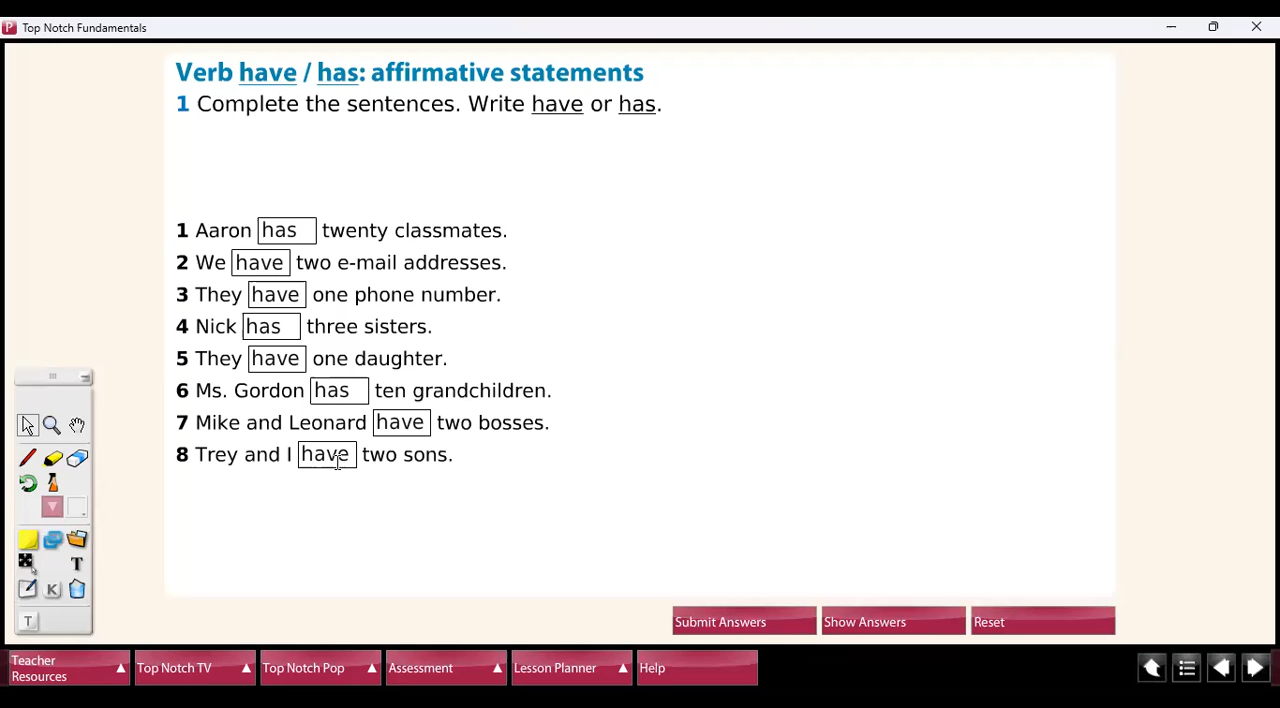 Top Notch Fundamentals
Verb have / has: affirmative statements
1 Complete the sentences. Write have or has.
1 Aaron has twenty classmates.
2 We have two e-mail addresses.
3 They have one phone number.
4 Nick has three sisters.
5 They have one daughter.
6 Ms. Gordon has ten grandchildren.
7 Mike and Leonard have two bosses.
8 Trey and I have two sons.
T
K
T
Submit Answers Show Answers Reset
Teacher Resources Top Notch TV Top Notch Pop Assessment Lesson Planner Help